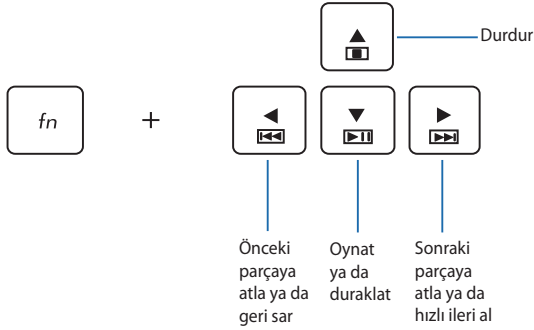 Durdur
fn +
Önceki
parçaya
atla ya da
geri sar
Oynat
ya da
duraklat
Sonraki
parçaya
atla ya da
hızlı ileri al